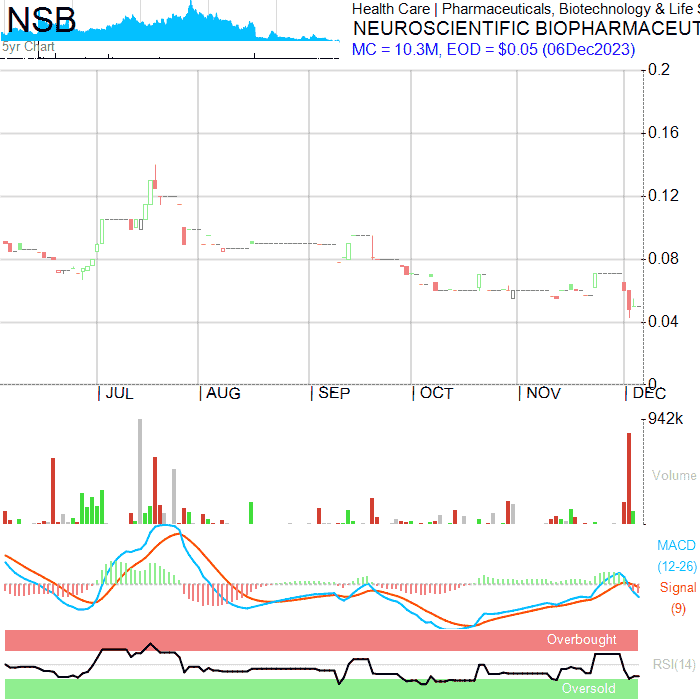 NSB
5yr Chart
Health Care | Pharmaceuticals, Biotechnology & Life
NEUROSCIENTIFIC BIOPHARMACEUT
MC = 10.3M, EOD = $0.05 (06Dec2023)
0.2
0.16
0.12
0.08
0.04
0
| JUL | AUG | SEP | OCT | NOV | DEC
942k
Volume
MACD
(12-26)
Signal
(9)
Overbought
RSI(14)
Oversold